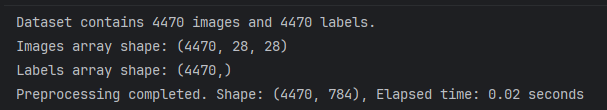 Dataset contains 4470 images and 4470 labels.
Images array shape: (4470, 28, 28)
Labels array shape: (4470,)
Preprocessing completed. Shape: (4470, 784), Elapsed time: 0.02 seconds